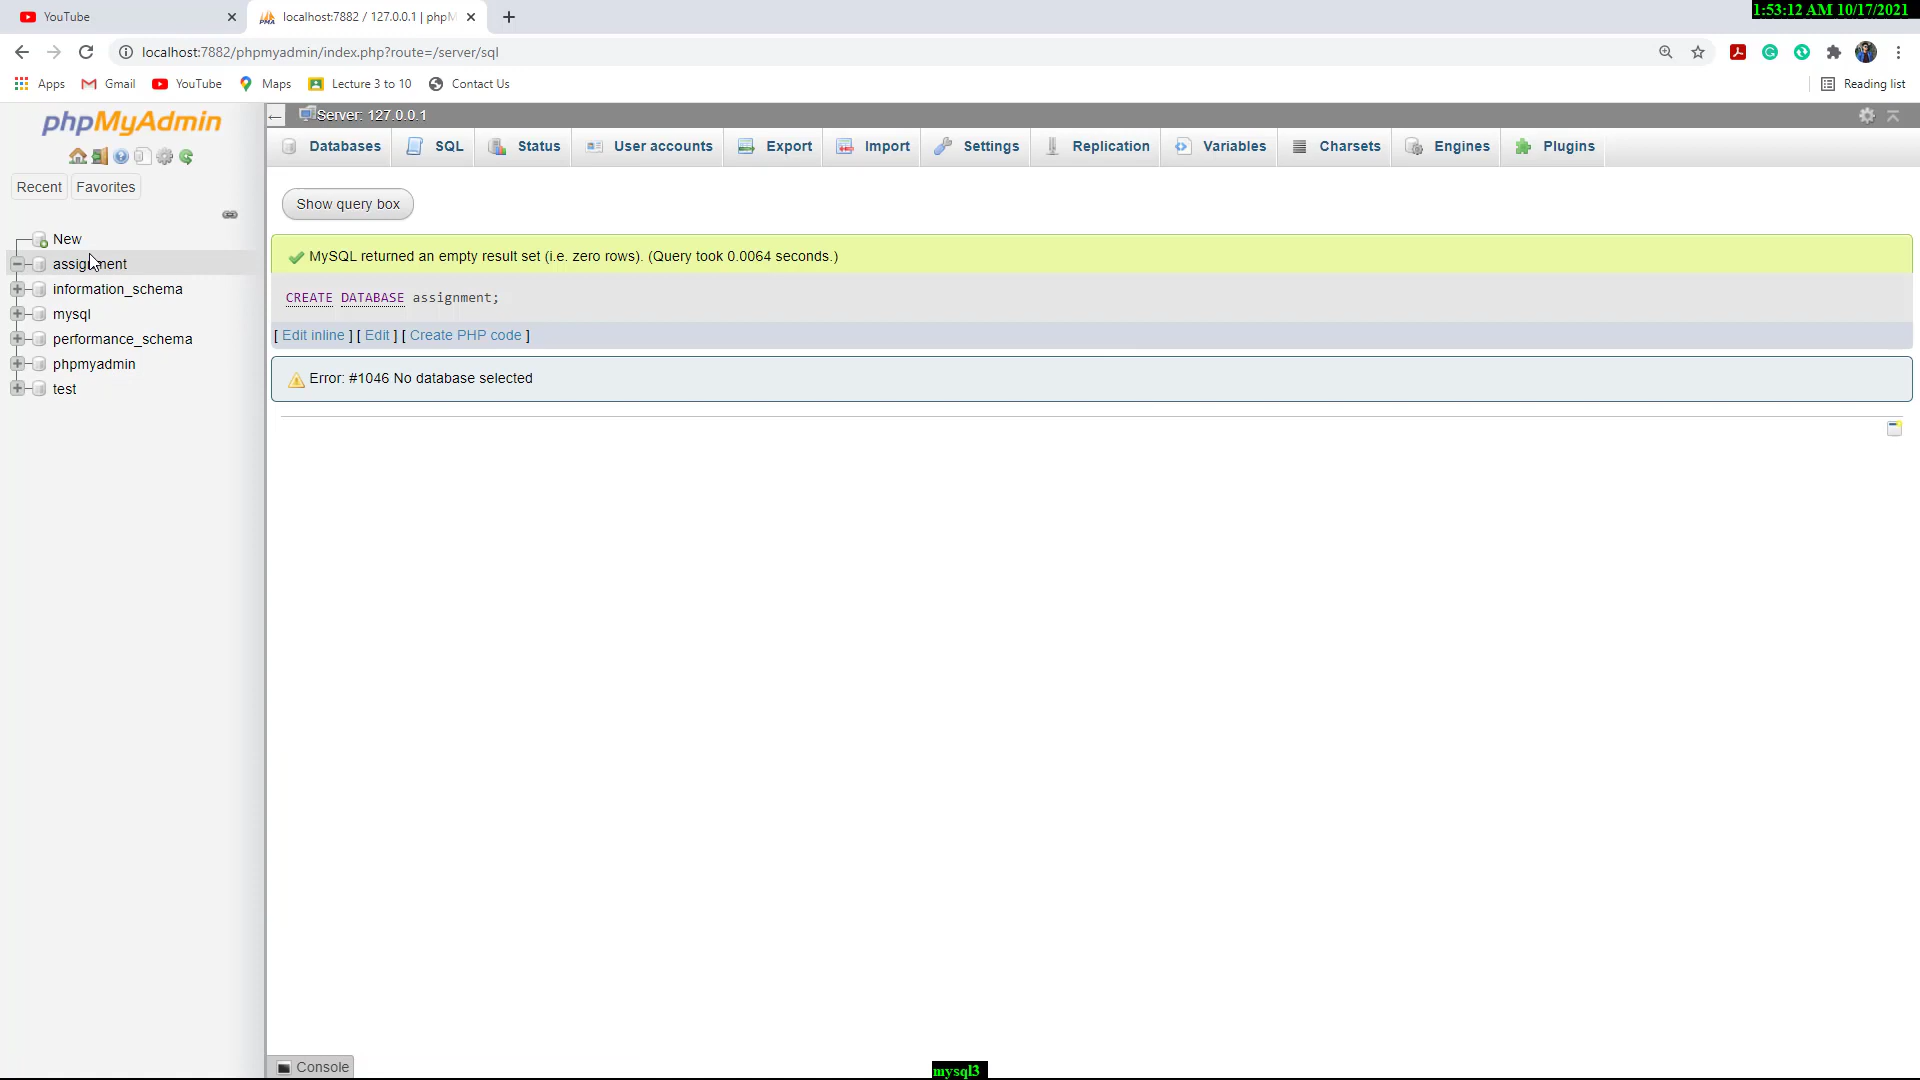 YouTube
localhost:7882 / 127.0.0.1 | phpM
1:53:12 AM 10/17/2021
localhost:7882/phpmyadmin/index.php?route=/server/sql
Apps
Gmail
YouTube
Maps
Lecture 3 to 10
Contact Us
Reading list
phpMyAdmin
Server: 127.0.0.1
Databases
SQL
Status
User accounts
Export
Import
Settings
Replication
Variables
Charsets
Engines
Plugins
Recent
Favorites
Show query box
New
assignment
information_schema
mysql
performance_schema
phpmyadmin
test
MySQL returned an empty result set (i.e. zero rows). (Query took 0.0064 seconds.)
CREATE DATABASE assignment;
[ Edit inline ] [ Edit ] [ Create PHP code ]
Error: #1046 No database selected
Console
mysql3